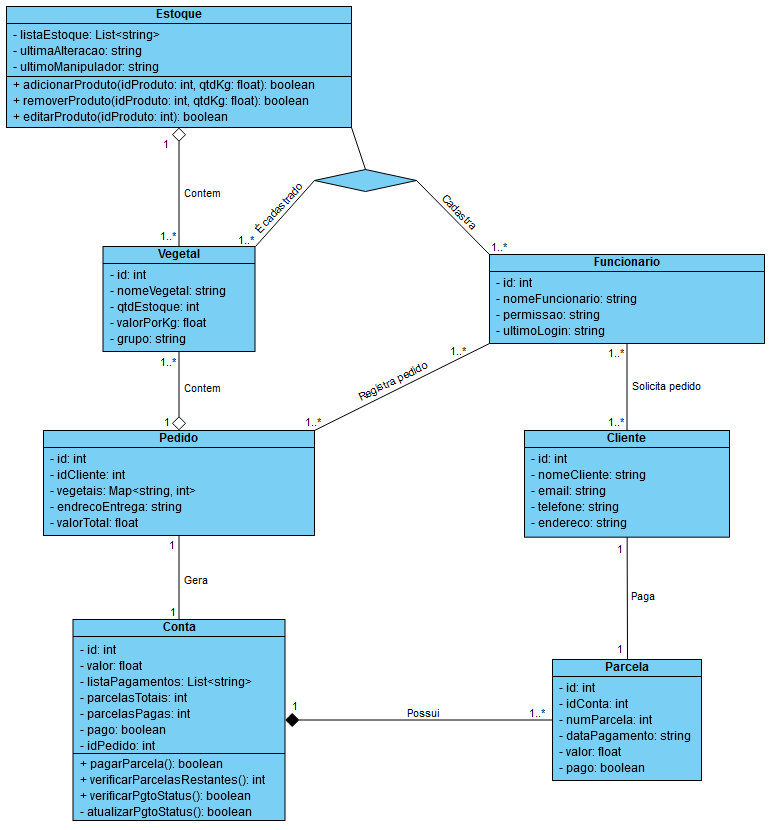 Estoque
- listaEstoque: List<string>
- ultimaAlteracao: string
- ultimoManipulador: string
+ adicionarProduto(idProduto: int, qtdKg: float): boolean
+ removerProduto(idProduto: int, qtdKg: float): boolean
+ editarProduto(idProduto: int): boolean
1
Contem
1..*
É cadastrado
1..*
Cadastra
1..*
Vegetal
- id: int
- nomeVegetal: string
- qtdEstoque: int
- valorPorKg: float
- grupo: string
Funcionario
- id: int
- nomeFuncionario: string
- permissao: string
- ultimoLogin: string
1..*
Contem
1
1..*
Registra pedido
1..*
1..*
Solicita pedido
1..*
Pedido
- id: int
- idCliente: int
- vegetais: Map<string, int>
- endrecoEntrega: string
- valorTotal: float
Cliente
- id: int
- nomeCliente: string
- email: string
- telefone: string
- endereco: string
1
Gera
1
1
Paga
1
Conta
- id: int
- valor: float
- listaPagamentos: List<string>
- parcelasTotais: int
- parcelasPagas: int
- pago: boolean
- idPedido: int
+ pagarParcela(): boolean
+ verificarParcelasRestantes(): int
+ verificarPgtoStatus(): boolean
- atualizarPgtoStatus(): boolean
1
Possui
1..*
Parcela
- id: int
- idConta: int
- numParcela: int
- dataPagamento: string
- valor: float
- pago: boolean